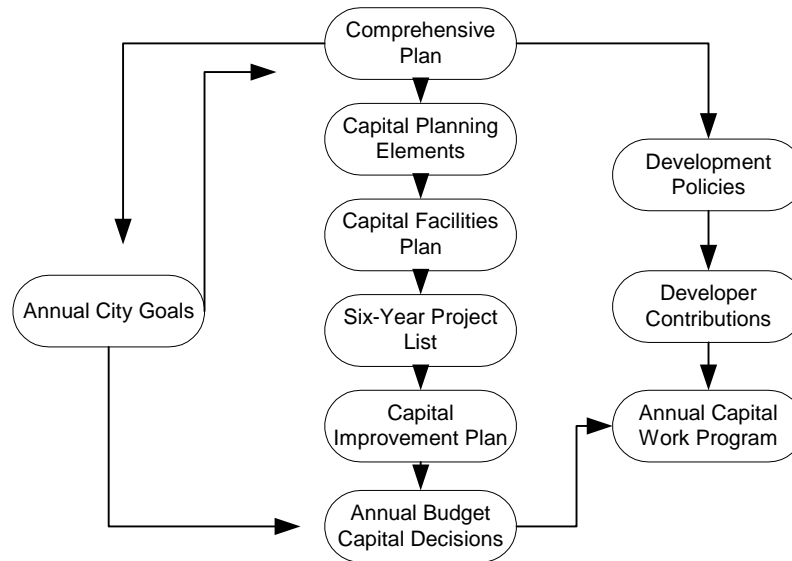 Comprehensive
Plan
Capital Planning
Elements
Development
Policies
Capital Facilities
Plan
Annual City Goals
Six-Year Project
List
Developer
Contributions
Capital
Improvement Plan
Annual Capital
Work Program
Annual Budget
Capital Decisions